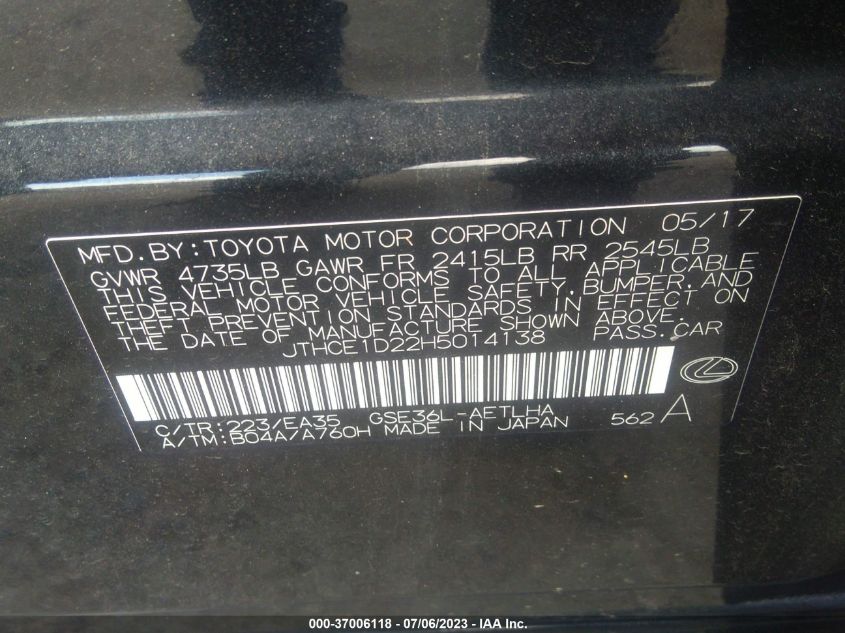 MFD.BY:TOYOTA MOTOR CORPORATION 05/17
GVWR 4735LB GAWR FR 2415LB RR 2545LB
THIS VEHICLE CONFORMS TO ALL APPLICABLE
FEDERAL MOTOR VEHICLE SAFETY,BUMPER,AND
THEFT PREVENTION STANDARDS IN EFFECT ON
THE DATE OF MANUFACTURE SHOWN ABOVE.
JTHCE1D22H5014138 PASS.CAR
C/TR:223/EA35 GSE36L-AETLHA 562 A
A/TM:B04A/A760H MADE IN JAPAN
000-37006118 - 07/06/2023 - IAA Inc.